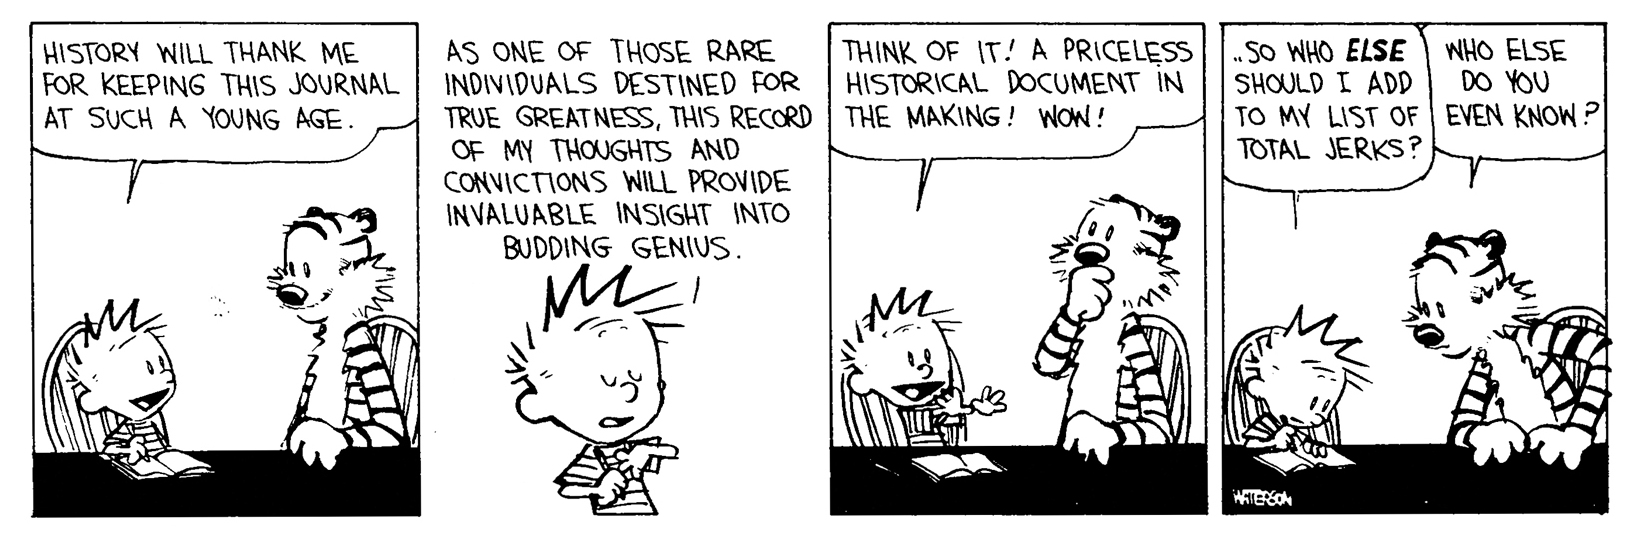 HISTORY WILL THANK ME
FOR KEEPING THIS JOURNAL
AT SUCH A YOUNG AGE.
AS ONE OF THOSE RARE
INDIVIDUALS DESTINED FOR
TRUE GREATNESS, THIS RECORD
OF MY THOUGHTS AND
CONVICTIONS WILL PROVIDE
INVALUABLE INSIGHT INTO
BUDDING GENIUS.
THINK OF IT! A PRICELESS
HISTORICAL DOCUMENT IN
THE MAKING! WOW!
..SO WHO ELSE
SHOULD I ADD
TO MY LIST OF
TOTAL JERKS?
WHO ELSE
DO YOU
EVEN KNOW?
WATTERSON